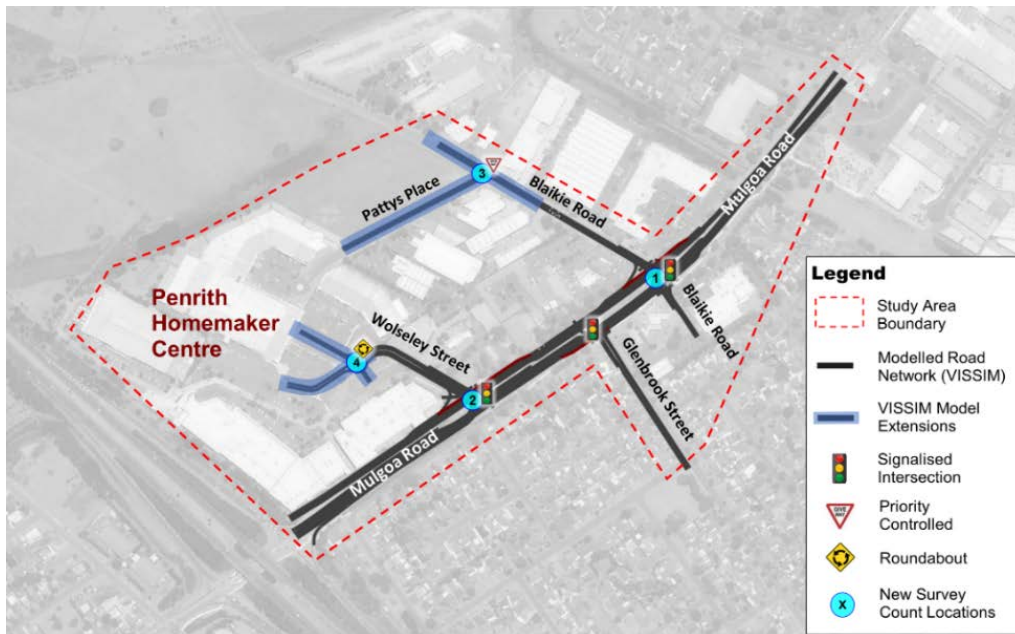 Mulgoa Road
3
Pattys Place
Blaikie Road
1
Blaikie Road
Penrith
Homemaker
Centre
Wolseley Street
4
Glenbrook Street
2
Mulgoa Road
Legend
Study Area
Boundary
Modelled Road
Network (VISSIM)
VISSIM Model
Extensions
Signalised
Intersection
GIVE
WAY
Priority
Controlled
Roundabout
X
New Survey
Count Locations